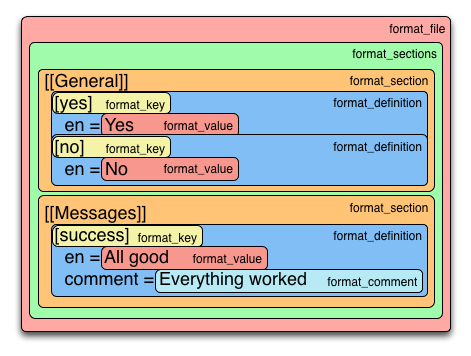 format_file
format_sections
[[General]] format_section
[yes] format_key format_definition
en = Yes format_value
[no] format_key format_definition
en = No format_value
[[Messages]] format_section
[success] format_key format_definition
en = All good format_value
comment = Everything worked format_comment